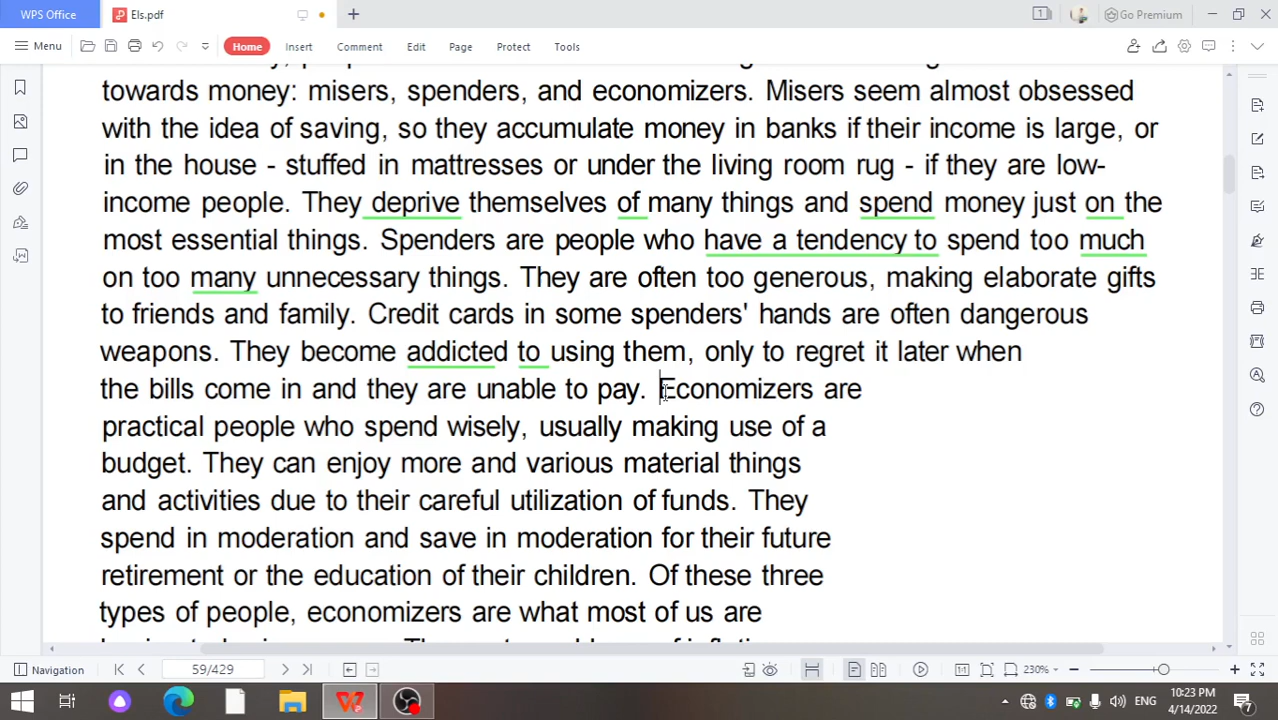 WPS Office
Els.pdf
1
Go Premium
Menu
Home
Insert
Comment
Edit
Page
Protect
Tools
towards money: misers, spenders, and economizers. Misers seem almost obsessed
with the idea of saving, so they accumulate money in banks if their income is large, or
in the house - stuffed in mattresses or under the living room rug - if they are low-
income people. They deprive themselves of many things and spend money just on the
most essential things. Spenders are people who have a tendency to spend too much
on too many unnecessary things. They are often too generous, making elaborate gifts
to friends and family. Credit cards in some spenders' hands are often dangerous
weapons. They become addicted to using them, only to regret it later when
the bills come in and they are unable to pay. Economizers are
practical people who spend wisely, usually making use of a
budget. They can enjoy more and various material things
and activities due to their careful utilization of funds. They
spend in moderation and save in moderation for their future
retirement or the education of their children. Of these three
types of people, economizers are what most of us are
Navigation
59/429
230%
ENG
10:23 PM
4/14/2022
7